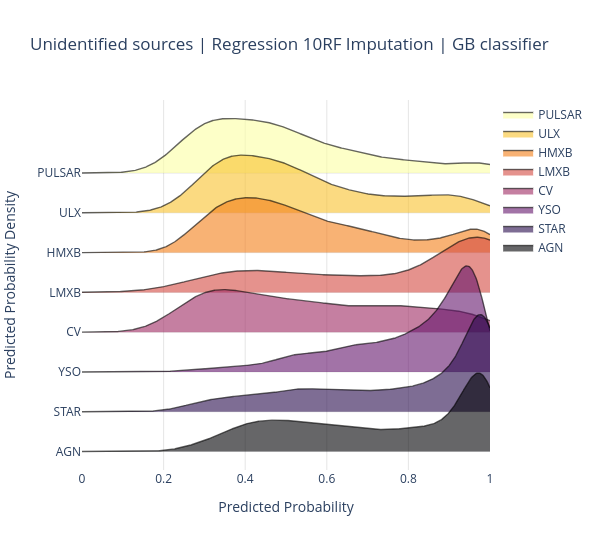 Unidentified sources | Regression 10RF Imputation | GB classifier
PULSAR
ULX
HMXB
LMXB
CV
YSO
STAR
AGN
Predicted Probability Density
PULSAR
ULX
HMXB
LMXB
CV
YSO
STAR
AGN
0 0.2 0.4 0.6 0.8 1
Predicted Probability